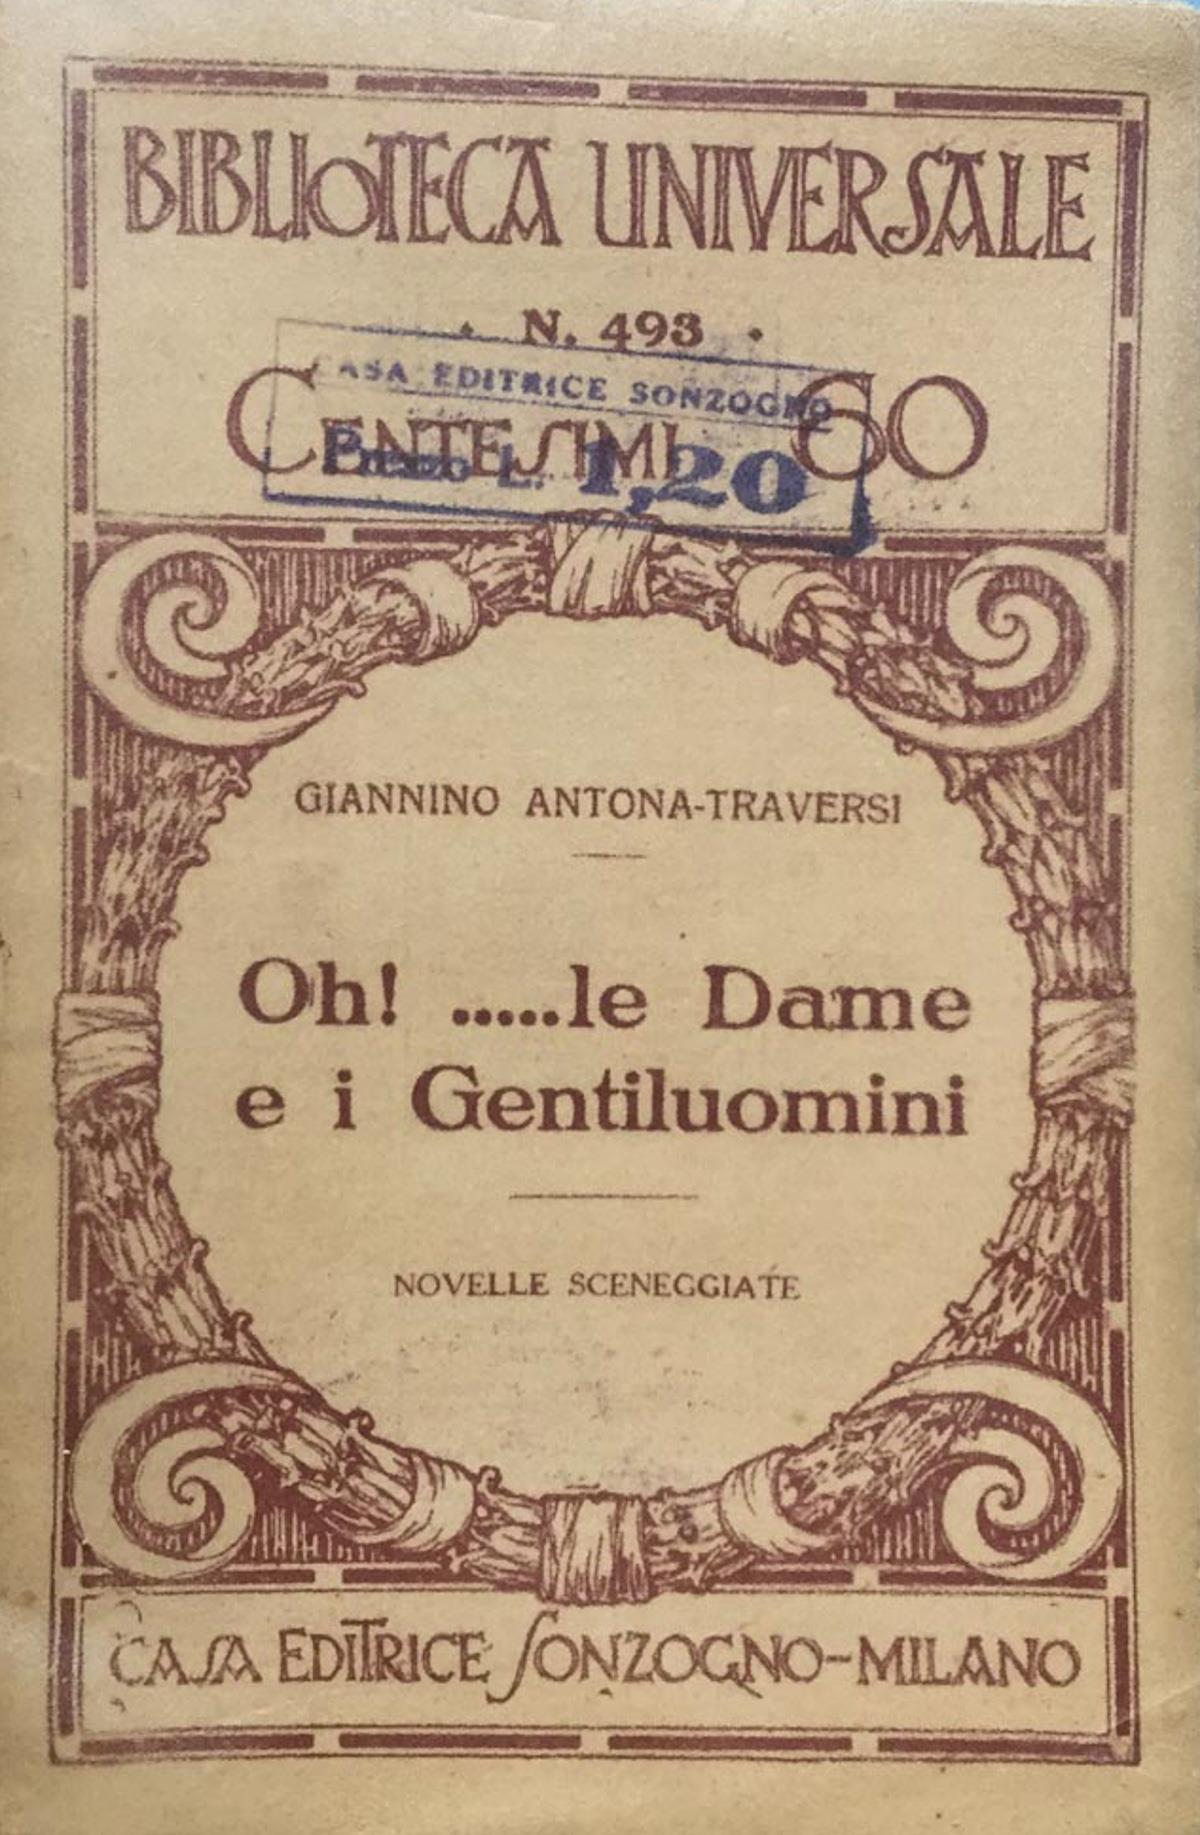 BIBLIOTECA UNIVERSALE
• N. 493 •
CASA EDITRICE SONZOGNO
CENTESIMI 60
Prezzo L. 1,20
GIANNINO ANTONA-TRAVERSI
Oh! .....le Dame
e i Gentiluomini
NOVELLE SCENEGGIATE
CASA EDITRICE SONZOGNO-MILANO